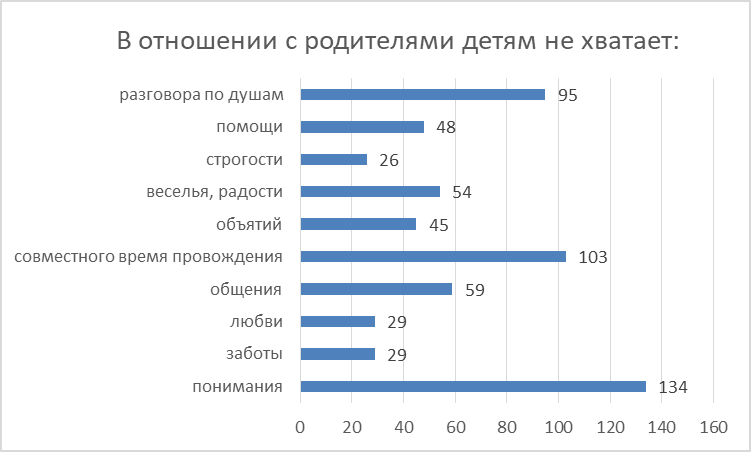 В отношении с родителями детям не хватает:
разговора по душам 95
помощи 48
строгости 26
веселья, радости 54
объятий 45
совместного время провождения 103
общения 59
любви 29
заботы 29
понимания 134
0 20 40 60 80 100 120 140 160